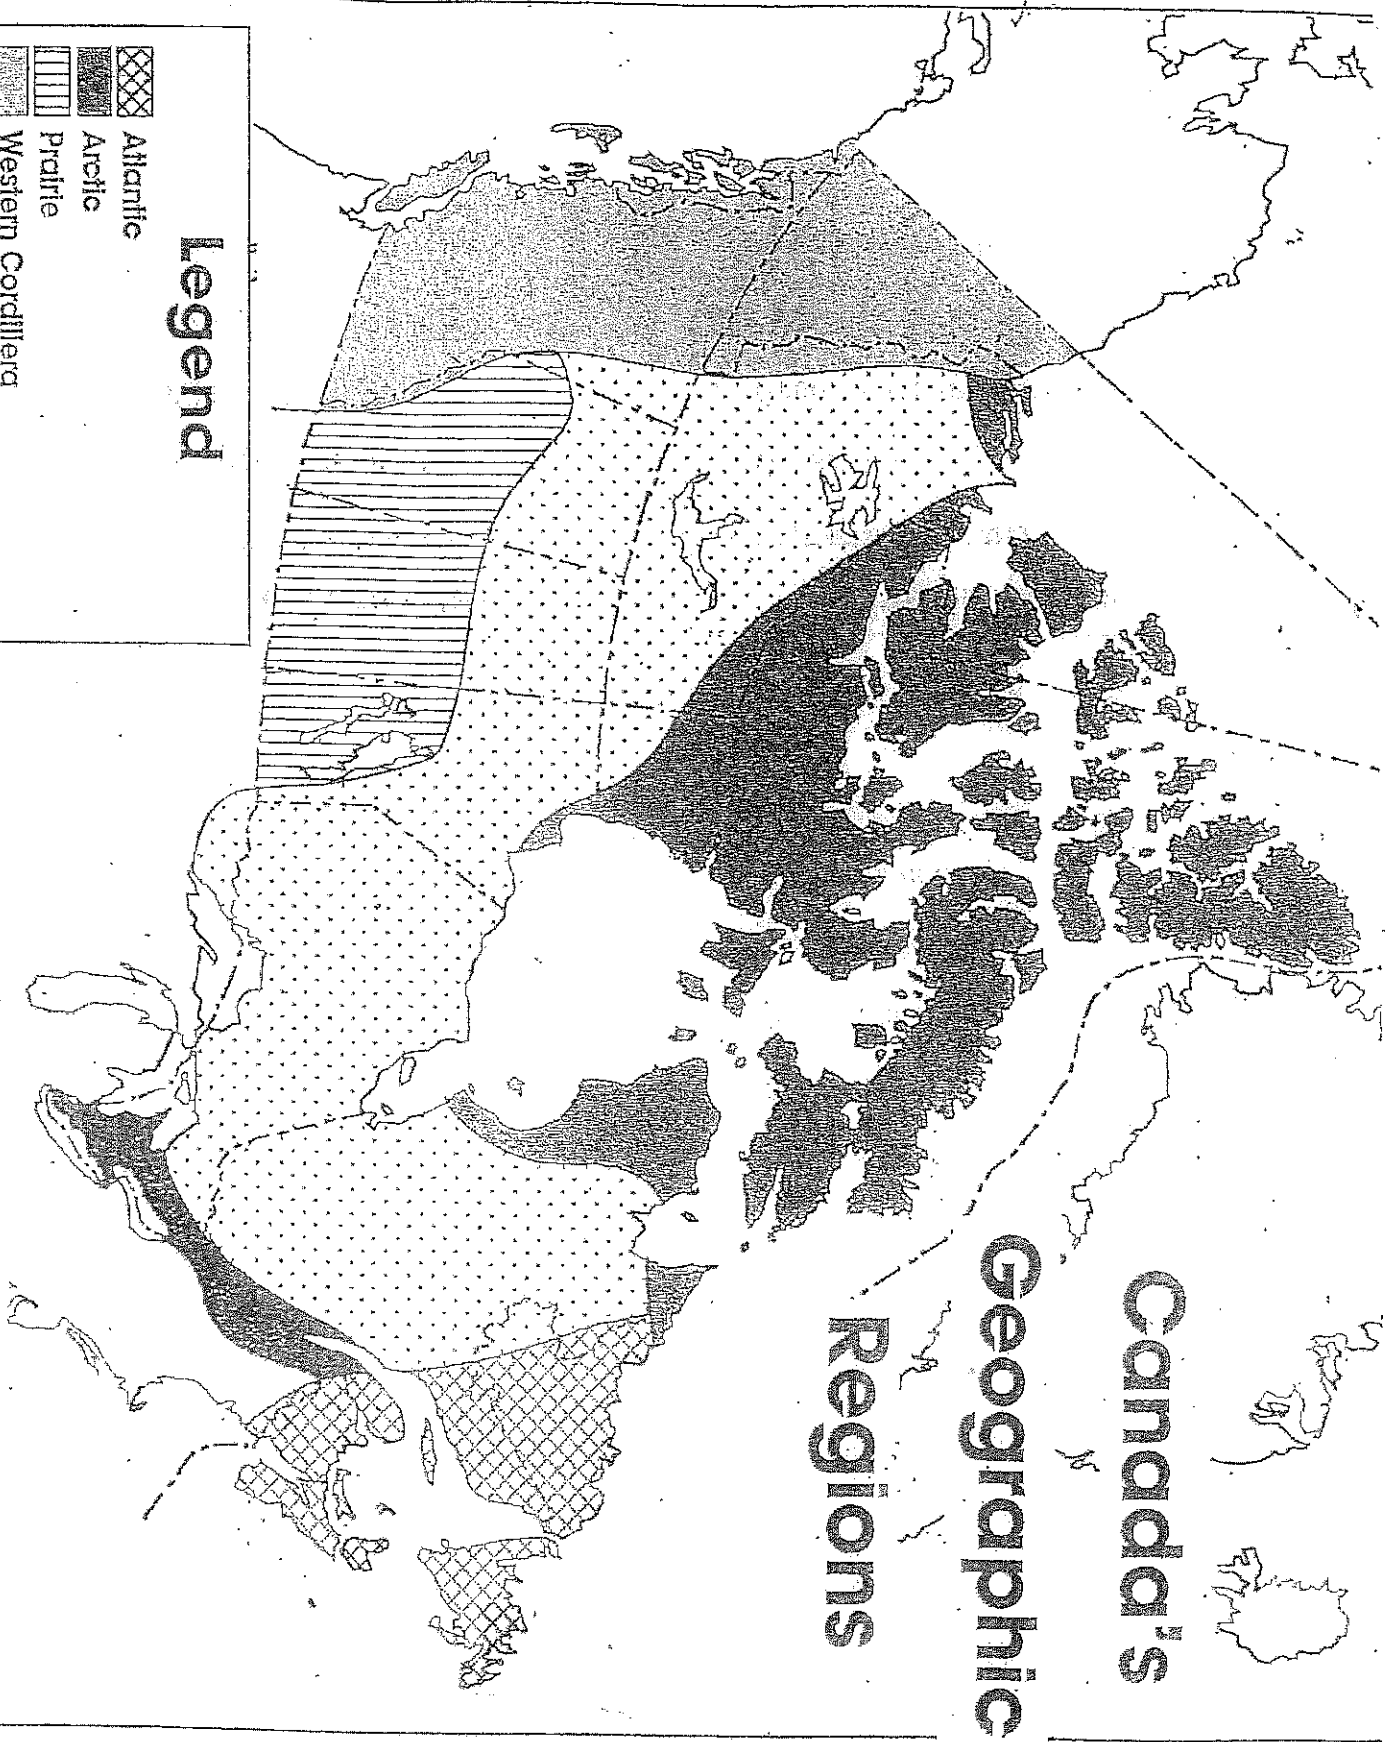 Canada's
Geographic
Regions
Legend
Atlantic
Arctic
Prairie
Western Cordillera